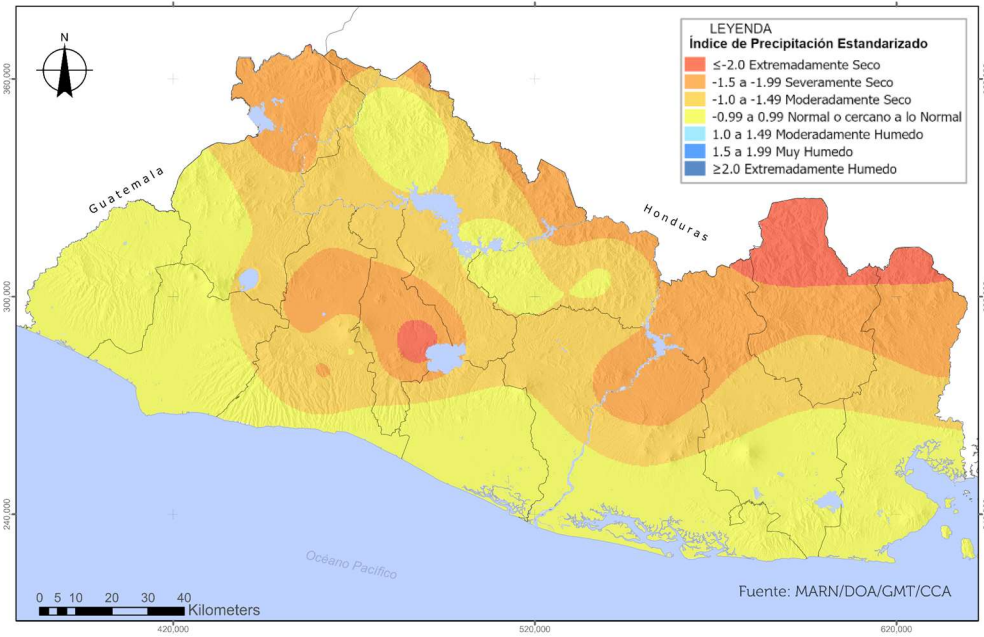 N
LEYENDA
Índice de Precipitación Estandarizado
≤-2.0 Extremadamente Seco
-1.5 a -1.99 Severamente Seco
-1.0 a -1.49 Moderadamente Seco
-0.99 a 0.99 Normal o cercano a lo Normal
1.0 a 1.49 Moderadamente Humedo
1.5 a 1.99 Muy Humedo
≥2.0 Extremadamente Humedo
Guatemala
Honduras
300,000
240,000
Océano Pacífico
Fuente: MARN/DOA/GMT/CCA
0 5 10 20 30 40
Kilometers
420,000 520,000 620,000